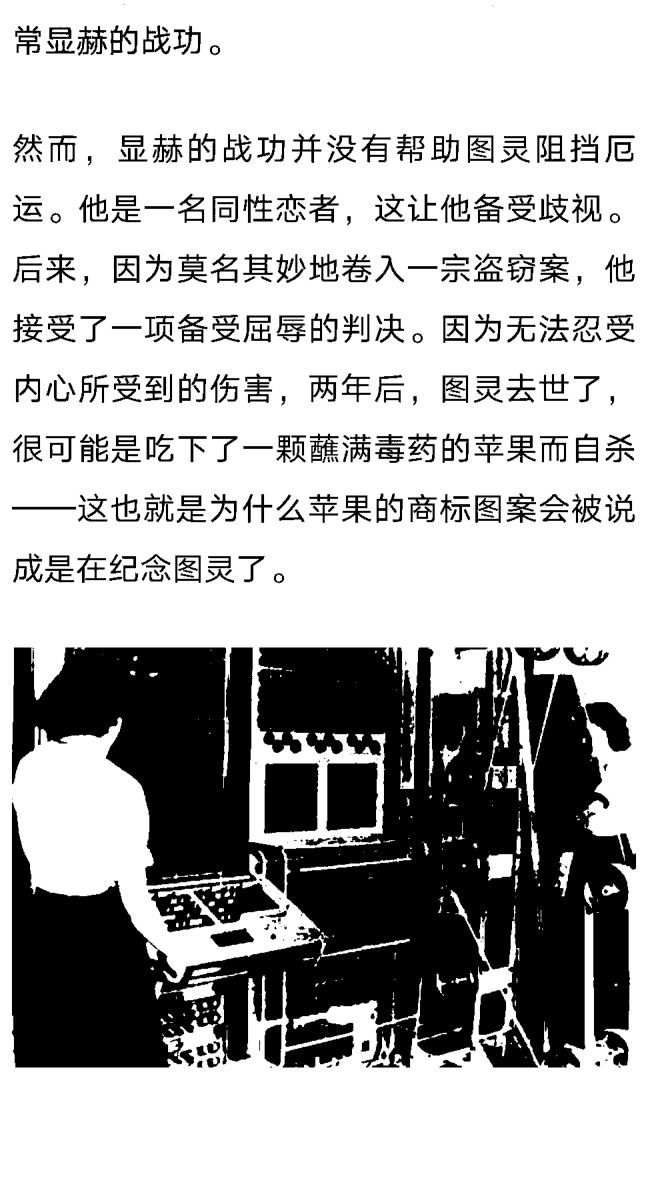 常显赫的战功。
然而，显赫的战功并没有帮助图灵阻挡厄
运。他是一名同性恋者，这让他备受歧视。
后来，因为莫名其妙地卷入一宗盗窃案，他
接受了一项备受屈辱的判决。因为无法忍受
内心所受到的伤害，两年后，图灵去世了，
很可能是吃下了一颗蘸满毒药的苹果而自杀
——这也就是为什么苹果的商标图案会被说
成是在纪念图灵了。